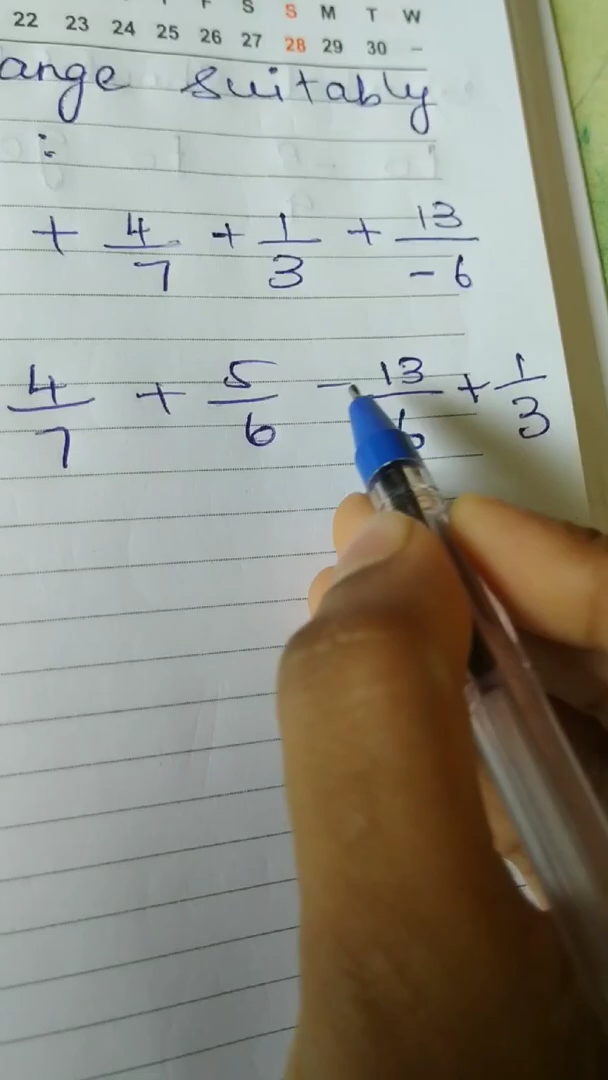 S S M T W
22 23 24 25 26 27 28 29 30 –
ange suitably
:
+ 4/7 + 1/3 + 13/-6
4/7 + 5/6 - 13/6 + 1/3